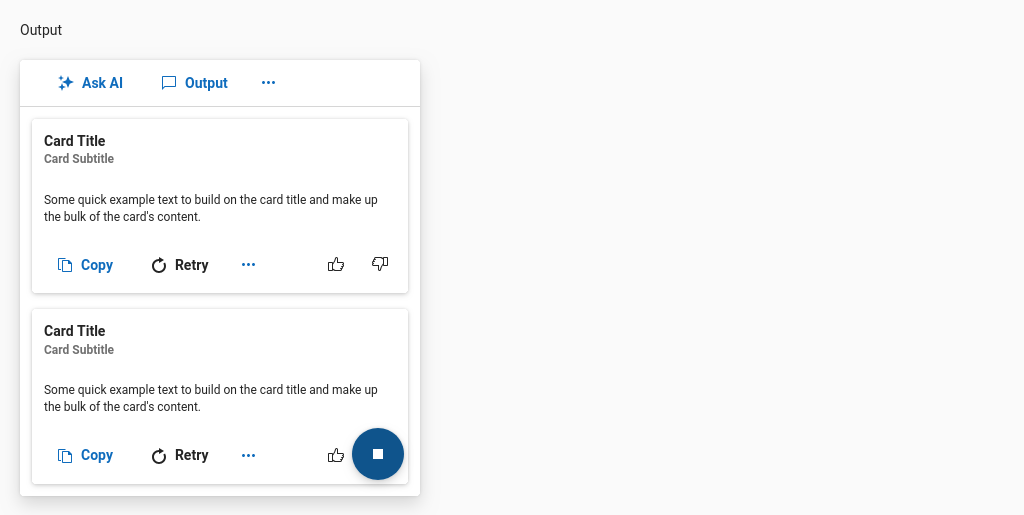 Output
Ask AI
Output
Card Title
Card Subtitle
Some quick example text to build on the card title and make up
the bulk of the card's content.
Copy
Retry
Card Title
Card Subtitle
Some quick example text to build on the card title and make up
the bulk of the card's content.
Copy
Retry